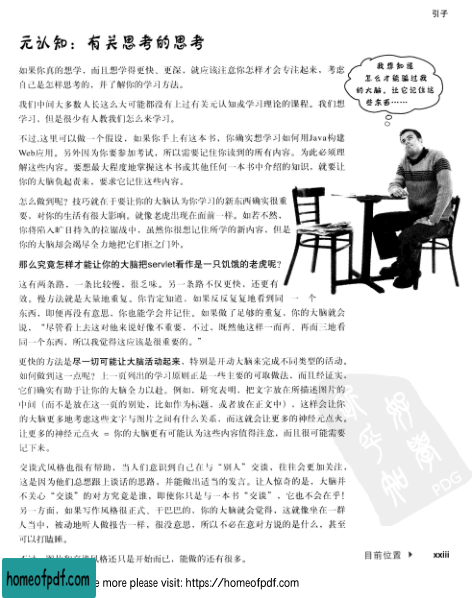 引子
元认知：有关思考的思考
我想知道
怎么才能骗过我
的大脑，让它记住这
些东西……
如果你真的想学，而且想学得更快、更深，就应该注意你怎样才会专注起来，考虑
自己是怎样思考的，并了解你的学习方法。
我们中间大多数人长这么大可能都没有上过有关元认知或学习理论的课程。我们想
学习，但是很少有人教我们怎么来学习。
不过，这里可以做一个假设，如果你手上有这本书，你确实想学习如何用Java构建
Web应用。另外因为你要参加考试，所以需要记住你读到的所有内容。为此必须理
解这些内容。要想最大程度地掌握这本书或其他任何一本书中介绍的知识，就要让
你的大脑负起责来，要求它记住这些内容。
怎么做到呢？技巧就在于要让你的大脑认为你学习的新东西确实很重
要，对你的生活有很大影响。就像老虎出现在面前一样。如若不然，
你将陷入旷日持久的拉锯战中，虽然你很想记住所学的新内容，但是
你的大脑却会竭尽全力地把它们拒之门外。
那么究竟怎样才能让你的大脑把servlet看作是一只饥饿的老虎呢？
这有两条路，一条比较慢，很乏味。另一条路不仅更快，还更有
效。慢方法就是大量地重复。你肯定知道，如果反反复复地看到同 一 个
东西，即便再没有意思，你也能学会并记住。如果做了足够的重复，你的大脑就会
说，“尽管看上去这对他来说好像不重要，不过，既然他这样一而再、再而三地看
同一个东西，所以我觉得这应该是很重要的。”
更快的方法是尽一切可能让大脑活动起来，特别是开动大脑来完成不同类型的活动。
如何做到这一点呢？上一页列出的学习原则正是一些主要的可取做法，而且经证实，
它们确实有助于让你的大脑全力以赴。例如，研究表明，把文字放在所描述图片的
中间（而不是放在这一页的别处，比如作为标题，或者放在正文中），这样会让你
的大脑更多地考虑这些文字与图片之间有什么关系，而这就会让更多的神经元点火。
让更多的神经元点火 = 你的大脑更有可能认为这些内容值得注意，而且很可能需要
记下来。
交谈式风格也很有帮助，当人们意识到自己在与“别人”交谈，往往会更加关注，
这是因为他们总想跟上谈话的思路，并能做出适当的发言。让人惊奇的是，大脑并
不关心“交谈”的对方究竟是谁，即使你只是与一本书“交谈”，它也不会在乎！
另一方面，如果写作风格很正式、干巴巴的，你的大脑就会觉得，这就像坐在一群
人当中，被动地听人做报告一样，很没意思，所以不必在意对方说的是什么，甚至
可以打瞌睡。
不过，图片和交谈风格还只是开始而已，能做的还有很多。
目前位置 ▶ xxiii
PDG
homeofpdf.com
e more please visit: https://homeofpdf.com